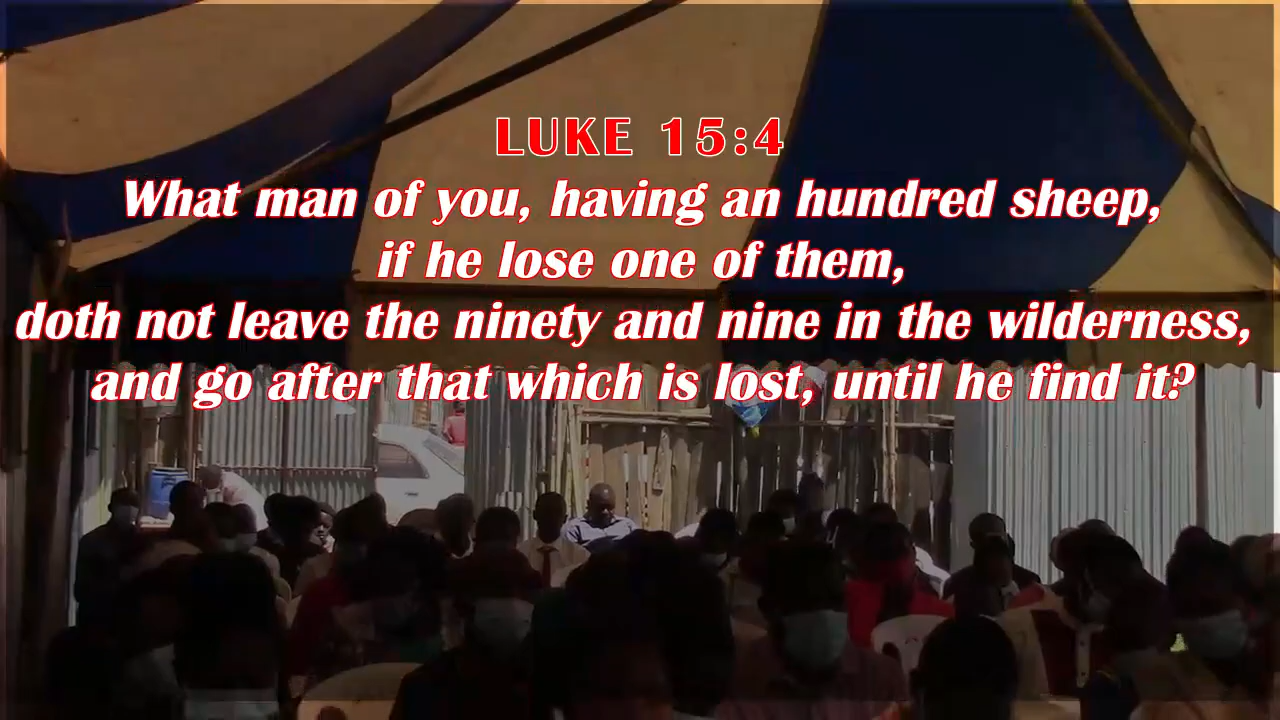 LUKE 15:4
What man of you, having an hundred sheep,
if he lose one of them,
doth not leave the ninety and nine in the wilderness,
and go after that which is lost, until he find it?